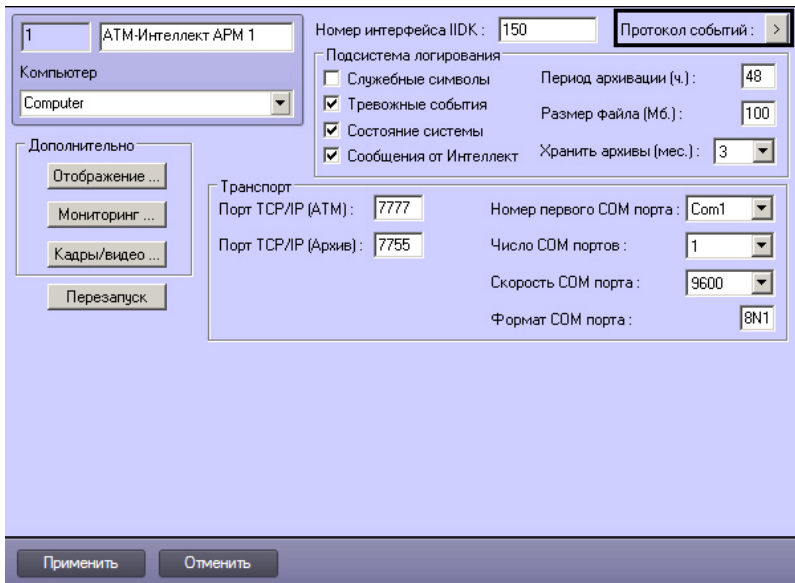 1 АТМ-Интеллект АРМ 1
Номер интерфейса IIDK : 150
Протокол событий : >
Компьютер
Computer
Подсистема логирования
Служебные символы
Тревожные события
Состояние системы
Сообщения от Интеллект
Период архивации (ч.) : 48
Размер файла (Мб.) : 100
Хранить архивы (мес.) : 3
Дополнительно
Отображение ...
Мониторинг ...
Кадры/видео ...
Перезапуск
Транспорт
Порт TCP/IP (АТМ) : 7777
Порт TCP/IP (Архив) : 7755
Номер первого COM порта : Com1
Число COM портов : 1
Скорость COM порта : 9600
Формат COM порта : 8N1
Применить Отменить